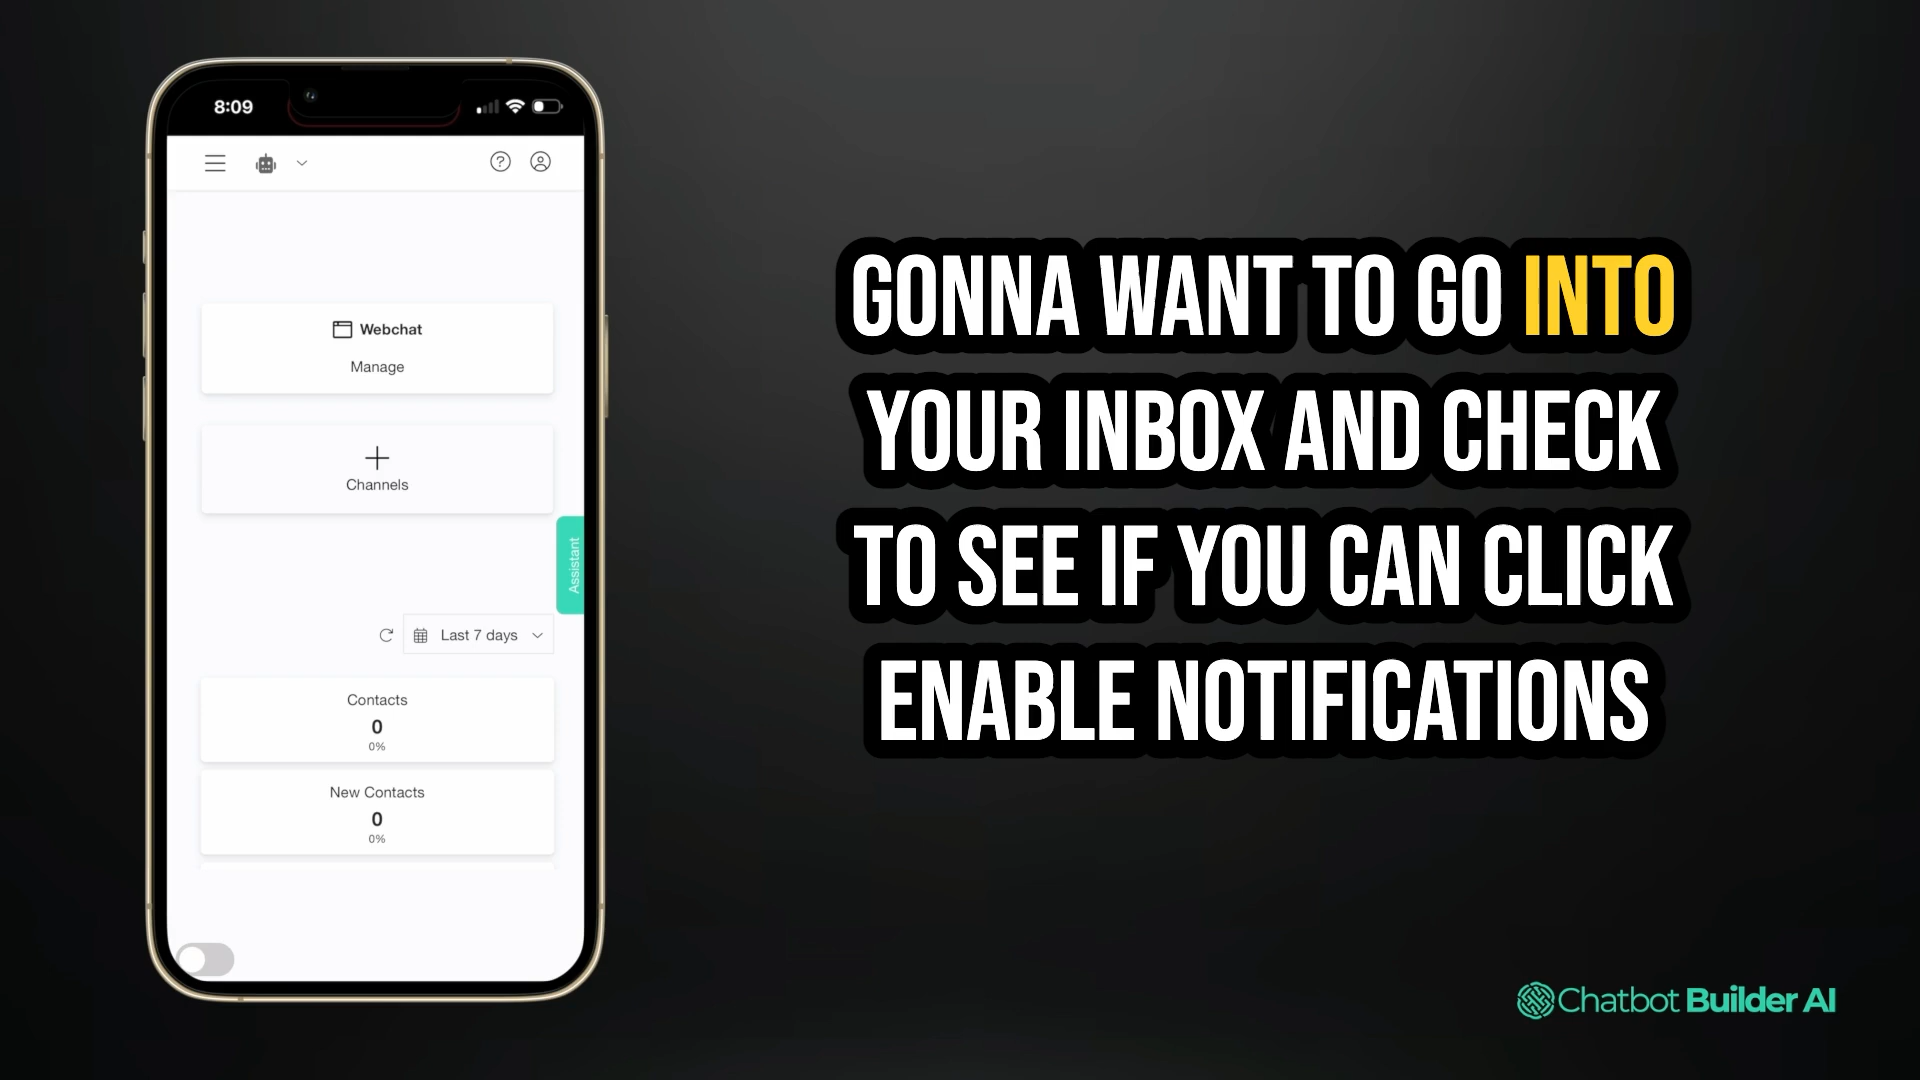 8:09
Webchat
Manage
Channels
Assistant
Last 7 days
Contacts
0
0%
New Contacts
0
0%
GONNA WANT TO GO INTO
YOUR INBOX AND CHECK
TO SEE IF YOU CAN CLICK
ENABLE NOTIFICATIONS
Chatbot Builder AI